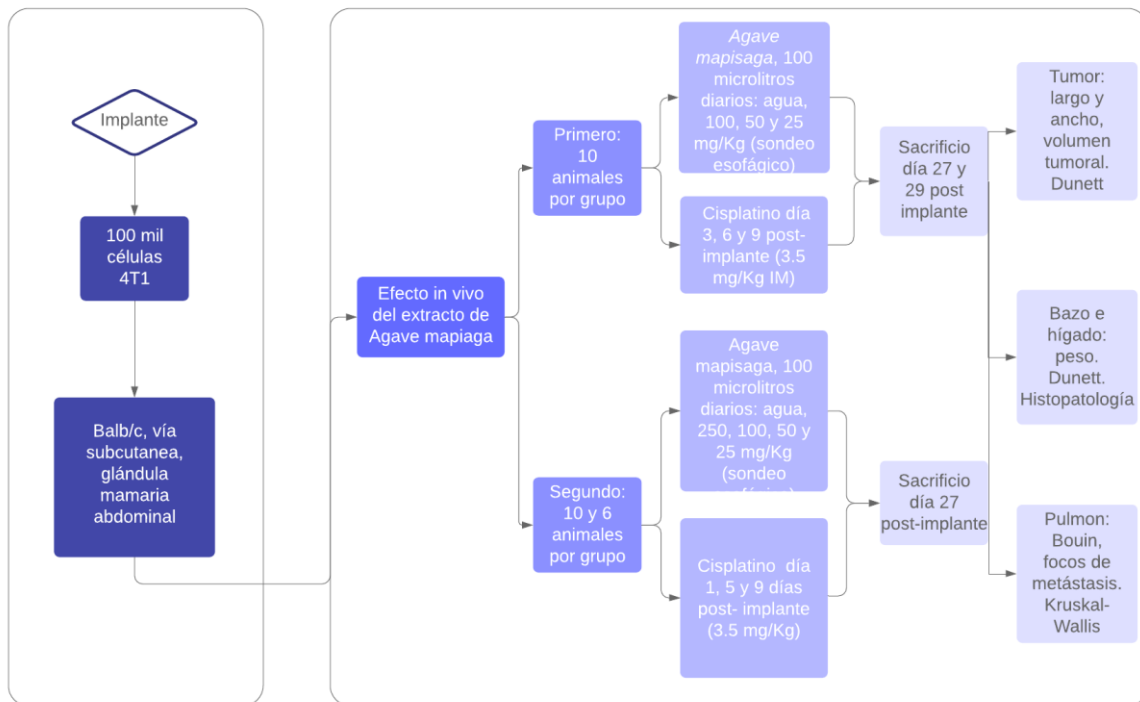 Implante
100 mil
células
4T1
Balb/c, vía
subcutanea,
glándula
mamaria
abdominal
Efecto in vivo
del extracto de
Agave mapiaga
Primero:
10
animales
por grupo
Segundo:
10 y 6
animales
por grupo
Agave
mapisaga, 100
microlitros
diarios: agua,
100, 50 y 25
mg/Kg (sondeo
esofágico)
Cisplatino día
3, 6 y 9 post-
implante (3.5
mg/Kg IM)
Agave
mapisaga, 100
microlitros
diarios: agua,
250, 100, 50 y
25 mg/Kg
(sondeo
Cisplatino día
1, 5 y 9 días
post- implante
(3.5 mg/Kg)
Sacrificio
día 27 y
29 post
implante
Sacrificio
día 27
post-implante
Tumor:
largo y
ancho,
volumen
tumoral.
Dunett
Bazo e
hígado:
peso.
Dunett.
Histopatología
Pulmon:
Bouin,
focos de
metástasis.
Kruskal-
Wallis